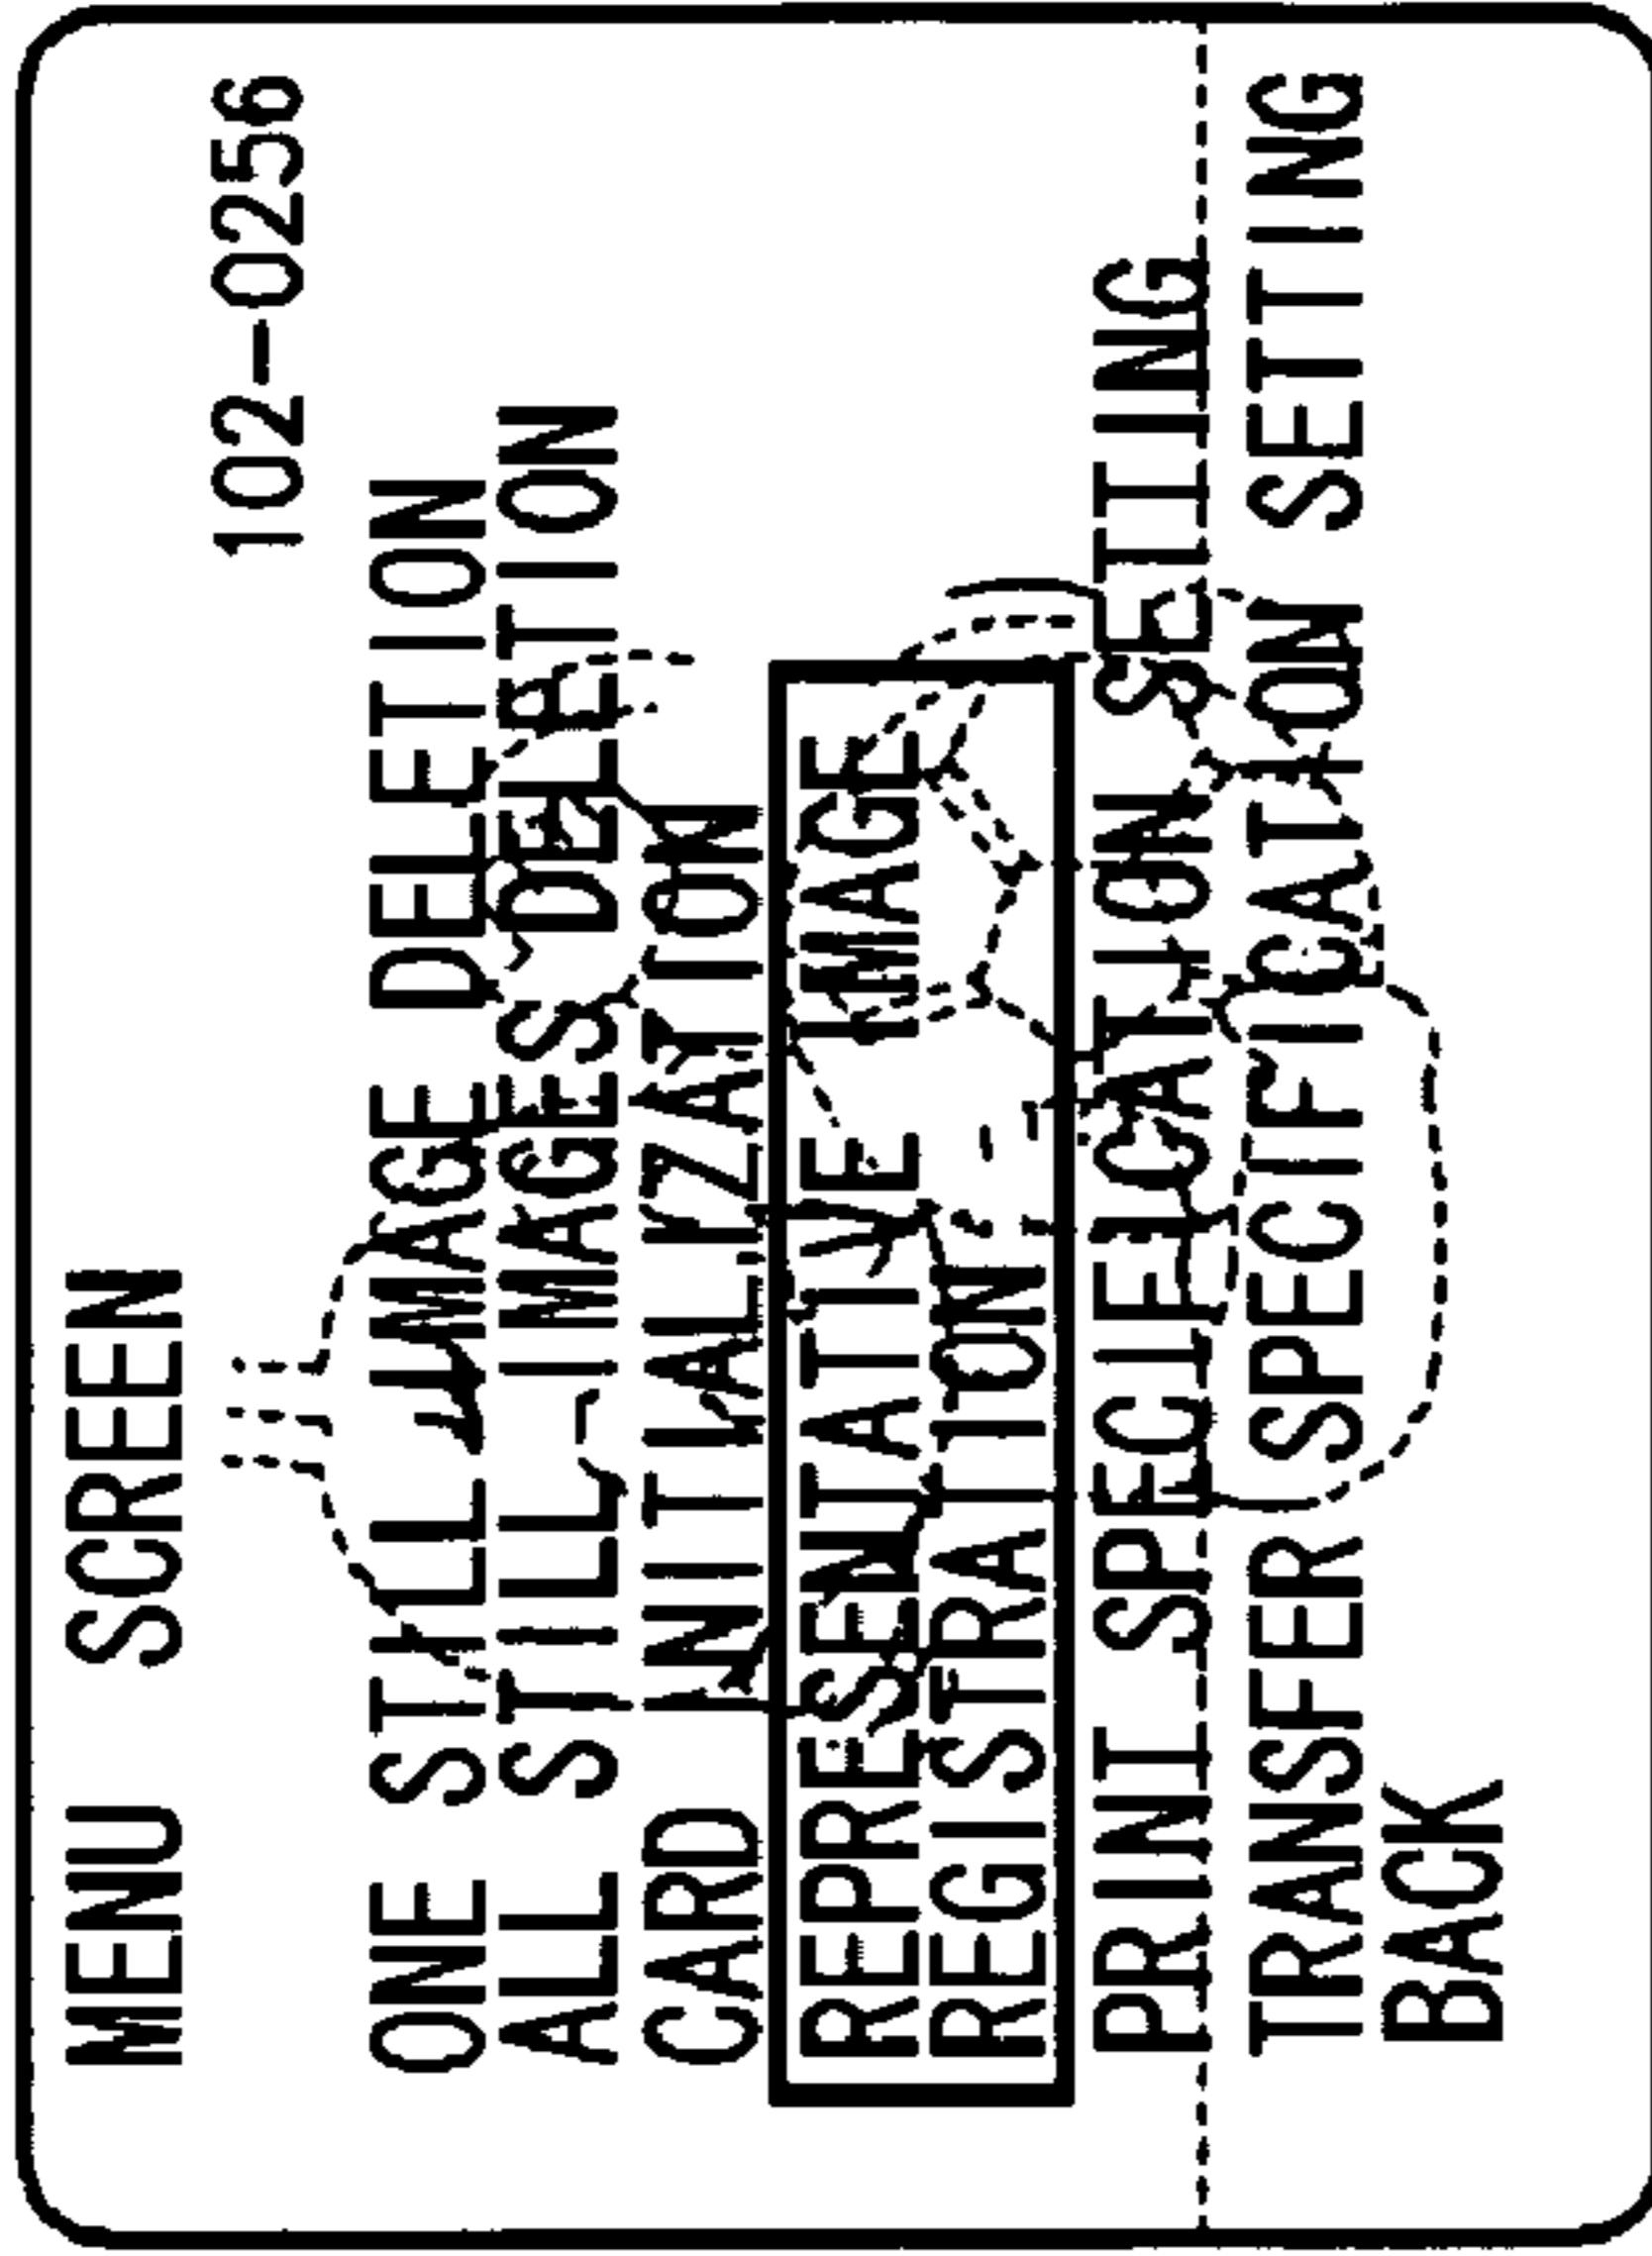 MENU SCREEN
102-0256
ONE STILL IMAGE DELETION
ALL STILL IMAGES DELETION
CARD INITIALIZATION
REPRESENTATIVE IMAGE
REGISTRATION
PRINT SPECIFICATION SETTING
TRANSFER SPECIFICATION SETTING
BACK